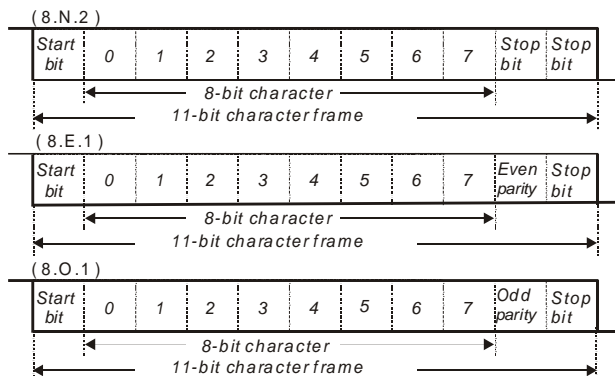 (8.N.2)
Start bit 0 1 2 3 4 5 6 7 Stop bit Stop bit
8-bit character
11-bit character frame
(8.E.1)
Start bit 0 1 2 3 4 5 6 7 Even parity Stop bit
8-bit character
11-bit character frame
(8.O.1)
Start bit 0 1 2 3 4 5 6 7 Odd parity Stop bit
8-bit character
11-bit character frame